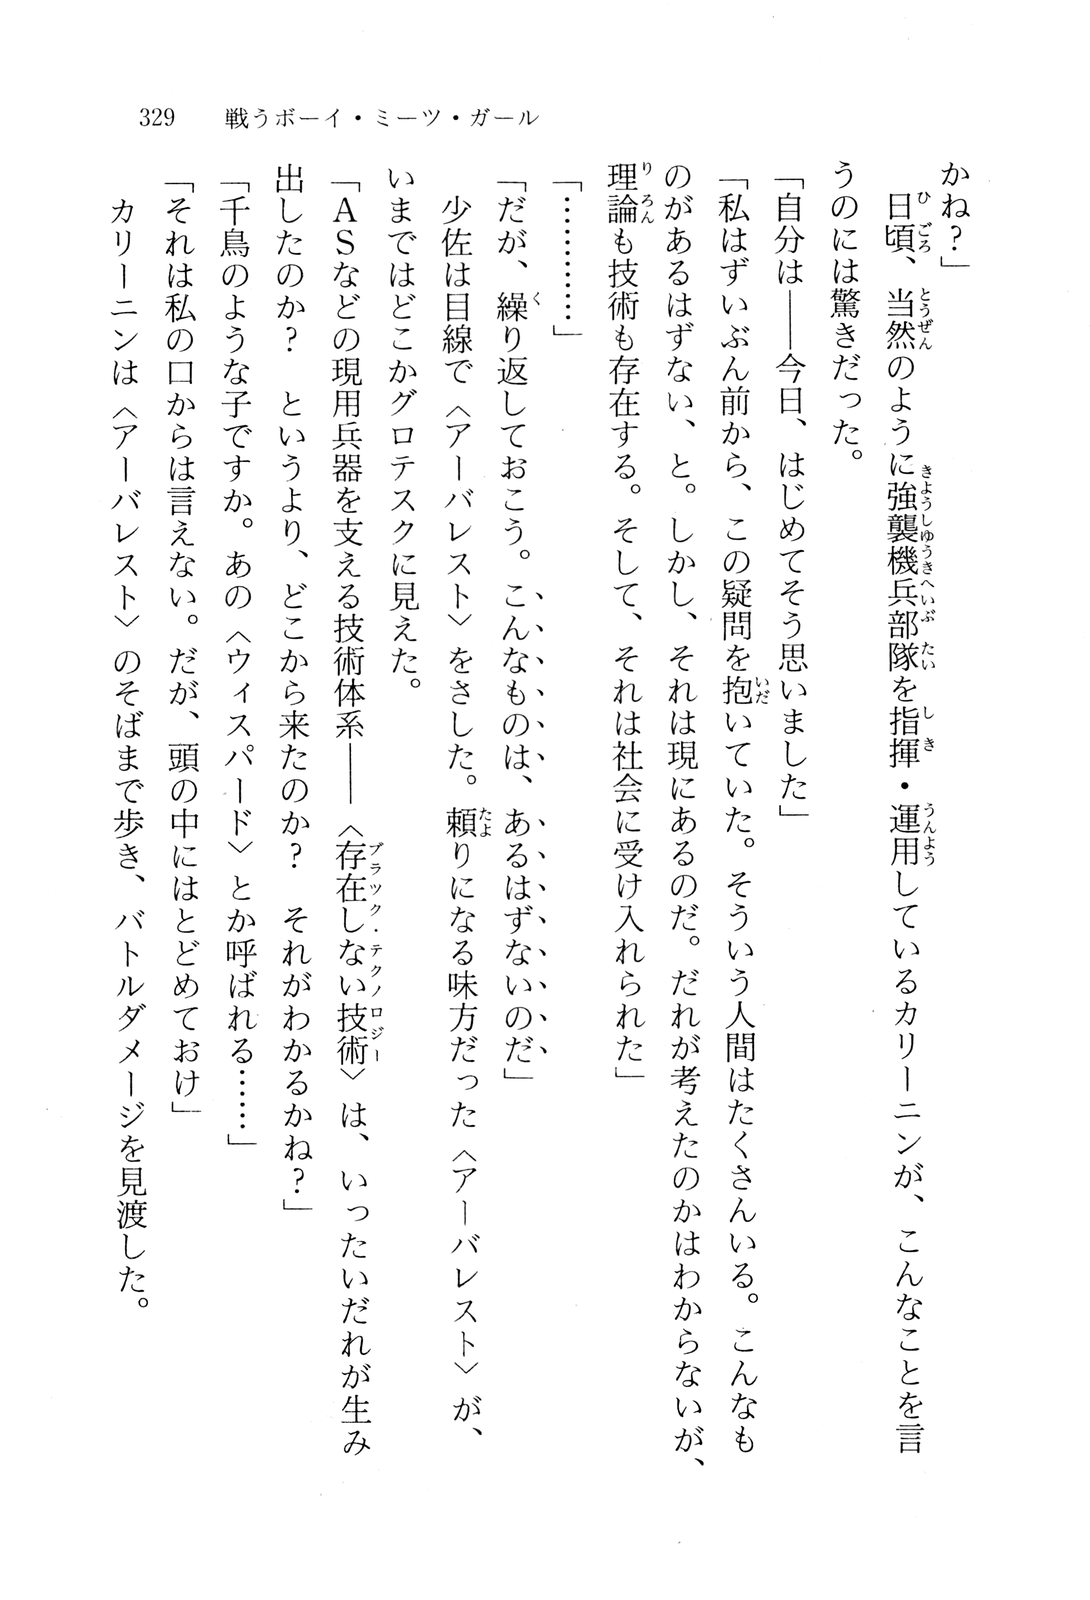 329 戦うボーイ・ミーツ・ガール
かね？」
　日頃、当然のように強襲機兵部隊を指揮・運用しているカリーニンが、こんなことを言
うのには驚きだった。
「自分は――今日、はじめてそう思いました」
「私はずいぶん前から、この疑問を抱いていた。そういう人間はたくさんいる。こんなも
のがあるはずない、と。しかし、それは現にあるのだ。だれが考えたのかはわからないが、
理論も技術も存在する。そして、それは社会に受け入れられた」
「…………」
「だが、繰り返しておこう。こんなものは、あるはずないのだ」
　少佐は目線で〈アーバレスト〉をさした。頼りになる味方だった〈アーバレスト〉が、
いまではどこかグロテスクに見えた。
「ＡＳなどの現用兵器を支える技術体系――〈存在しない技術〉は、いったいだれが生み
出したのか？　というより、どこから来たのか？　それがわかるかね？」
「千鳥のような子ですか。あの〈ウィスパード〉とか呼ばれる……」
「それは私の口からは言えない。だが、頭の中にはとどめておけ」
　カリーニンは〈アーバレスト〉のそばまで歩き、バトルダメージを見渡した。